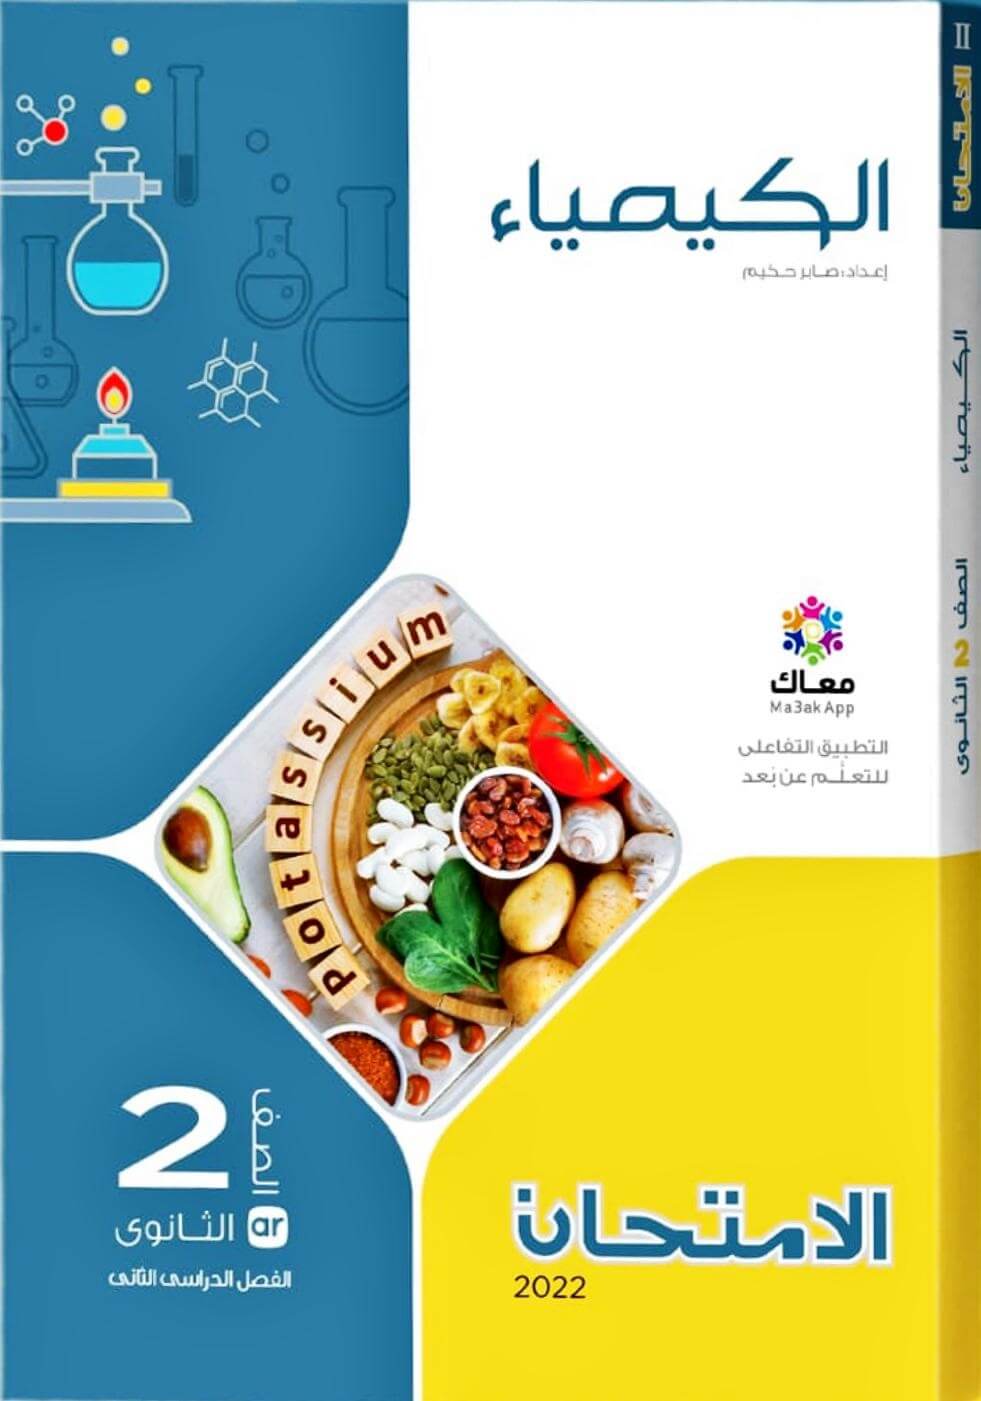 الكيمياء
إعداد: صابر حكيم
معاك
Ma3ak App
التطبيق التفاعلى
للتعلُّم عن بُعد
Potassium
الصف
2
ar الثانوى
الفصل الدراسى الثانى
الامتحان
2022
II
الامتحان
الكيمياء
الصف 2 الثانوى